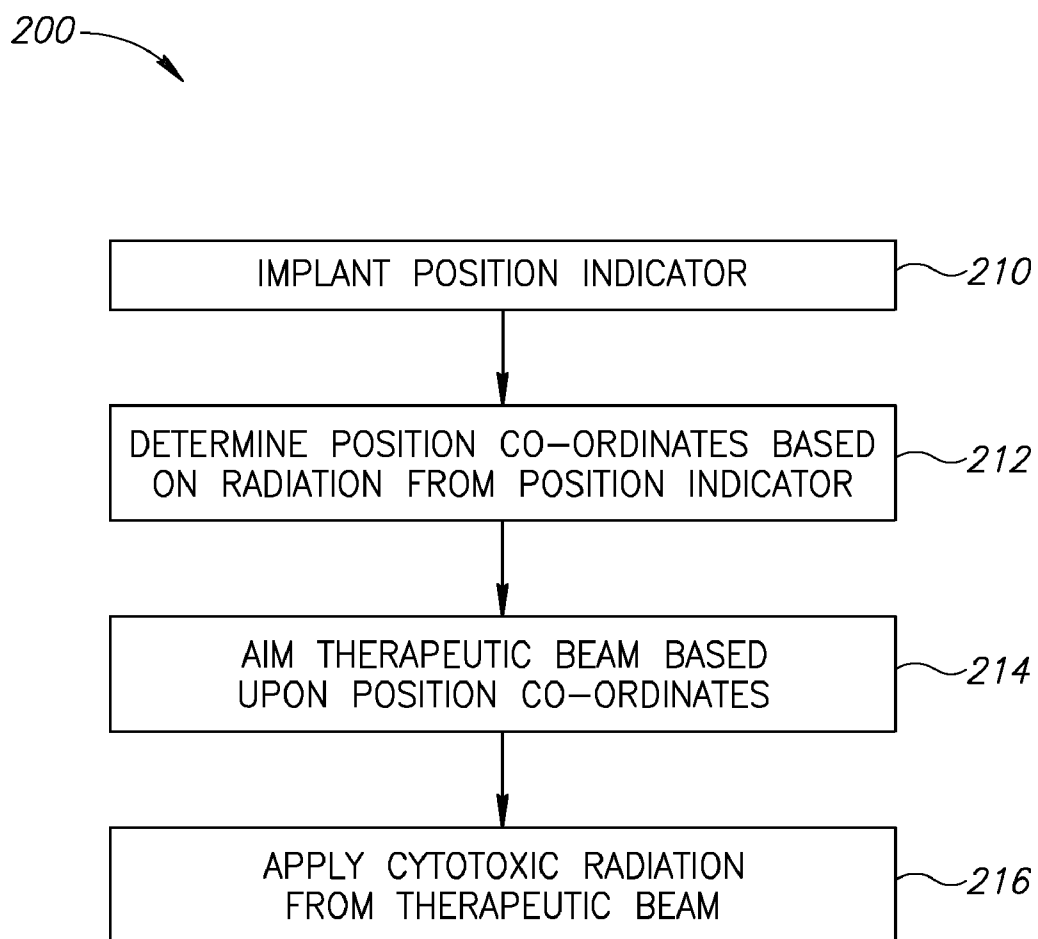 200
IMPLANT POSITION INDICATOR
210
DETERMINE POSITION CO-ORDINATES BASED
ON RADIATION FROM POSITION INDICATOR
212
AIM THERAPEUTIC BEAM BASED
UPON POSITION CO-ORDINATES
214
APPLY CYTOTOXIC RADIATION
FROM THERAPEUTIC BEAM
216